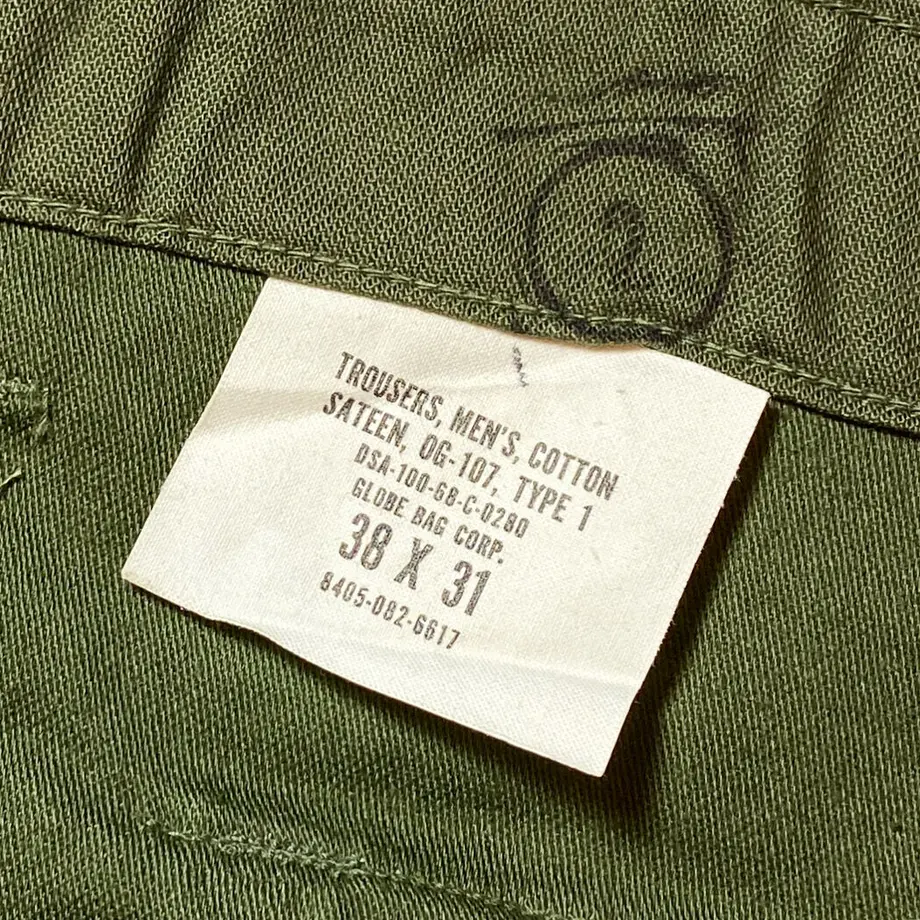 2
TROUSERS, MEN'S, COTTON
SATEEN, OG-107, TYPE 1
DSA-100-68-C-0280
GLOBE BAG CORP.
38 X 31
8405-082-6617